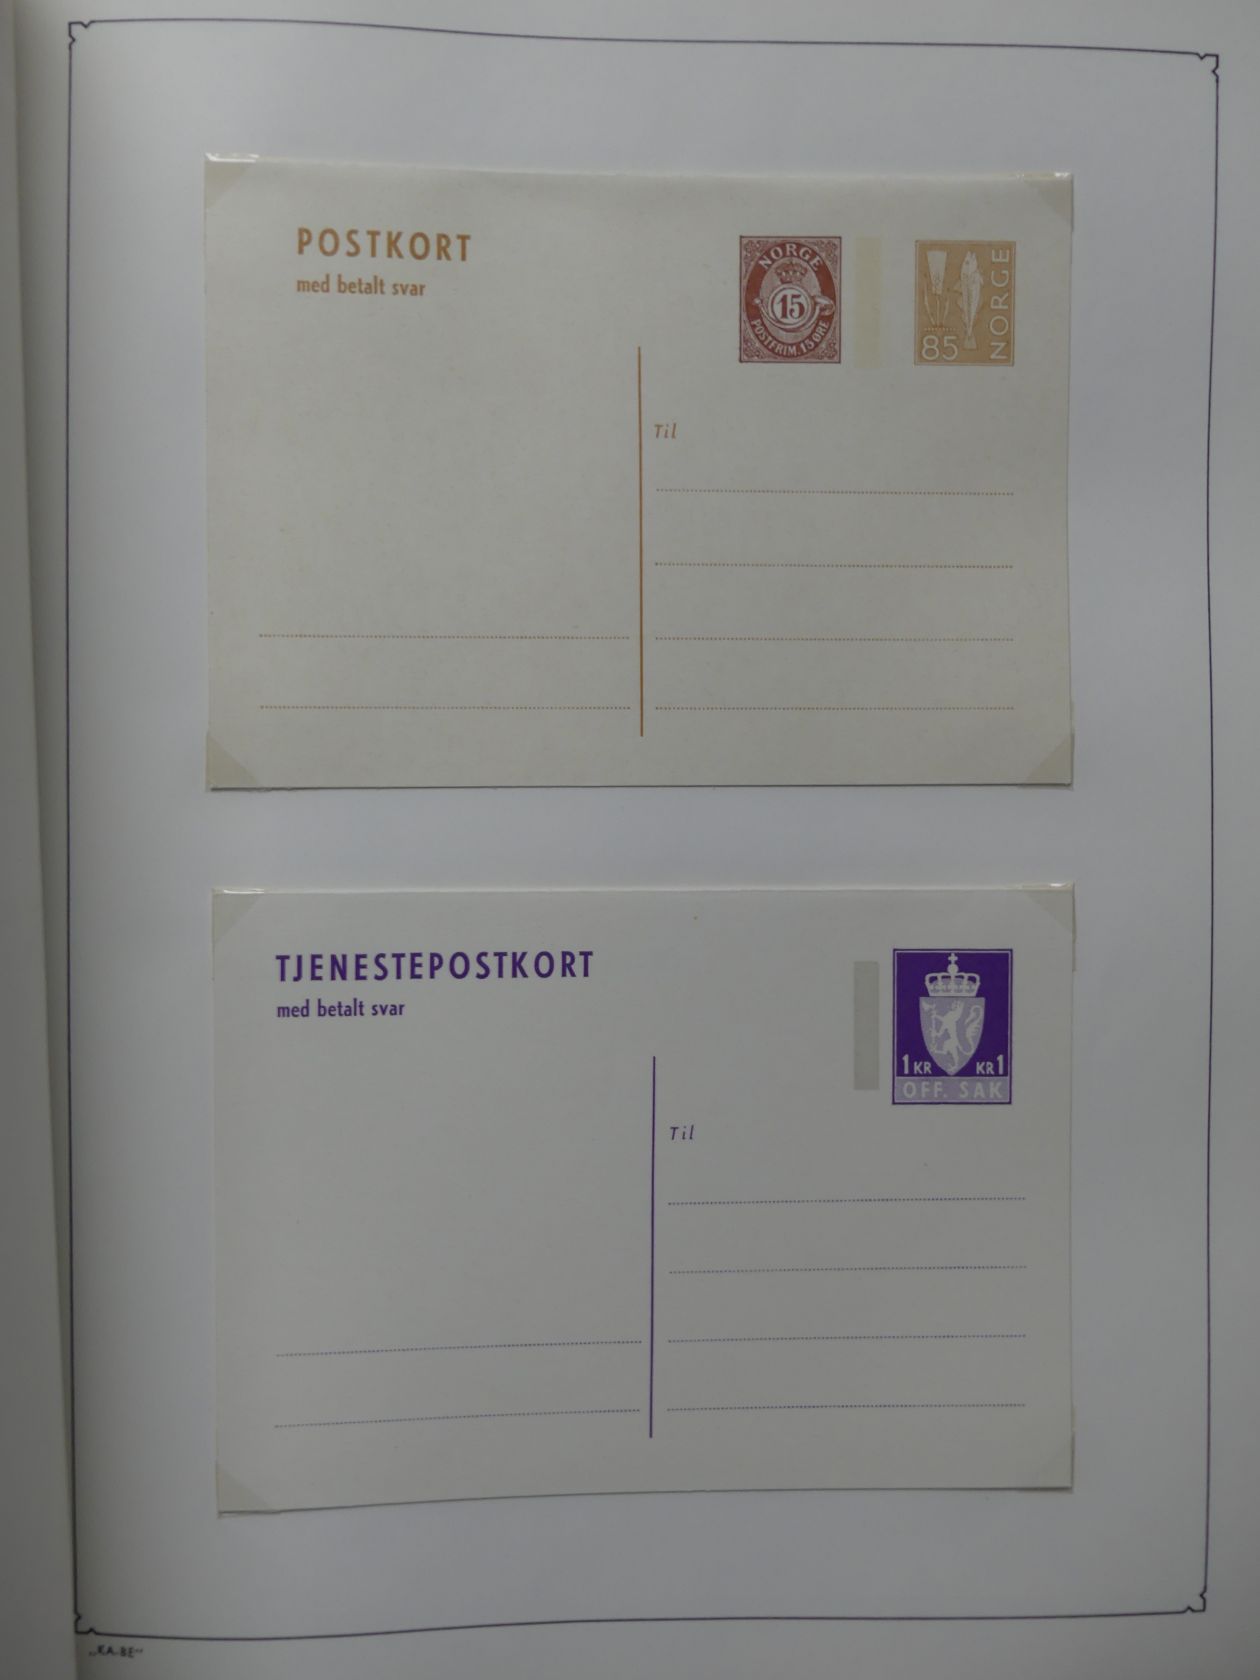 POSTKORT
med betalt svar
NORGE
15
POSTFRIM. 15 ØRE
85
NORGE
Til
TJENESTEPOSTKORT
med betalt svar
1 KR KR 1
OFF. SAK
Til
„KA-BE“